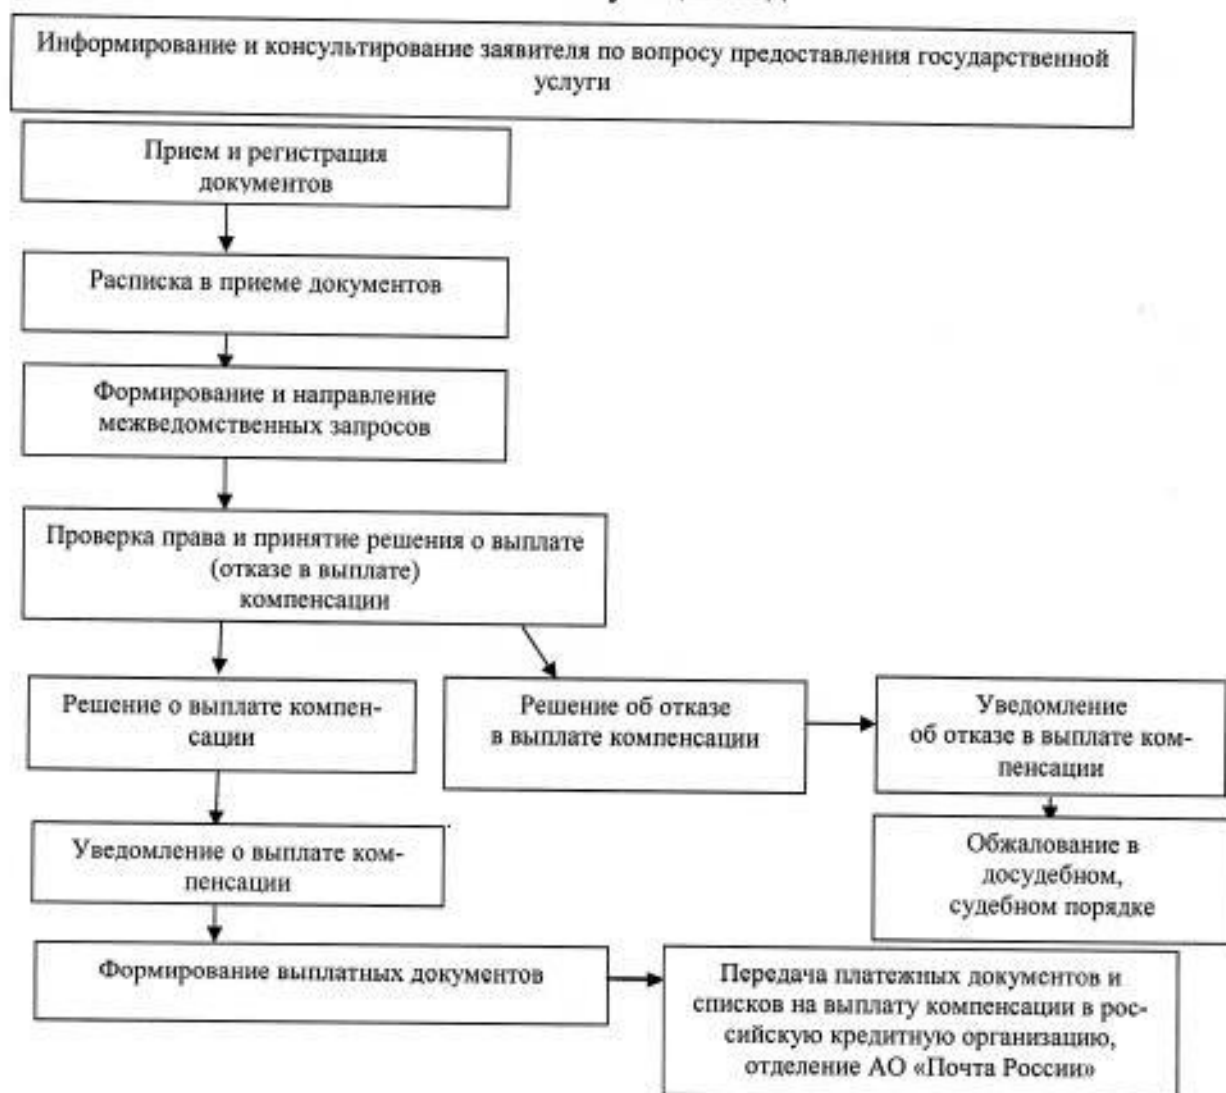 Информирование и консультирование заявителя по вопросу предоставления государственной
услуги
Прием и регистрация
документов
Расписка в приеме документов
Формирование и направление
межведомственных запросов
Проверка права и принятие решения о выплате
(отказе в выплате)
компенсации
Решение о выплате компен-
сации
Решение об отказе
в выплате компенсации
Уведомление
об отказе в выплате ком-
пенсации
Уведомление о выплате ком-
пенсации
Обжалование в
досудебном,
судебном порядке
Формирование выплатных документов
Передача платежных документов и
списков на выплату компенсации в рос-
сийскую кредитную организацию,
отделение АО «Почта России»